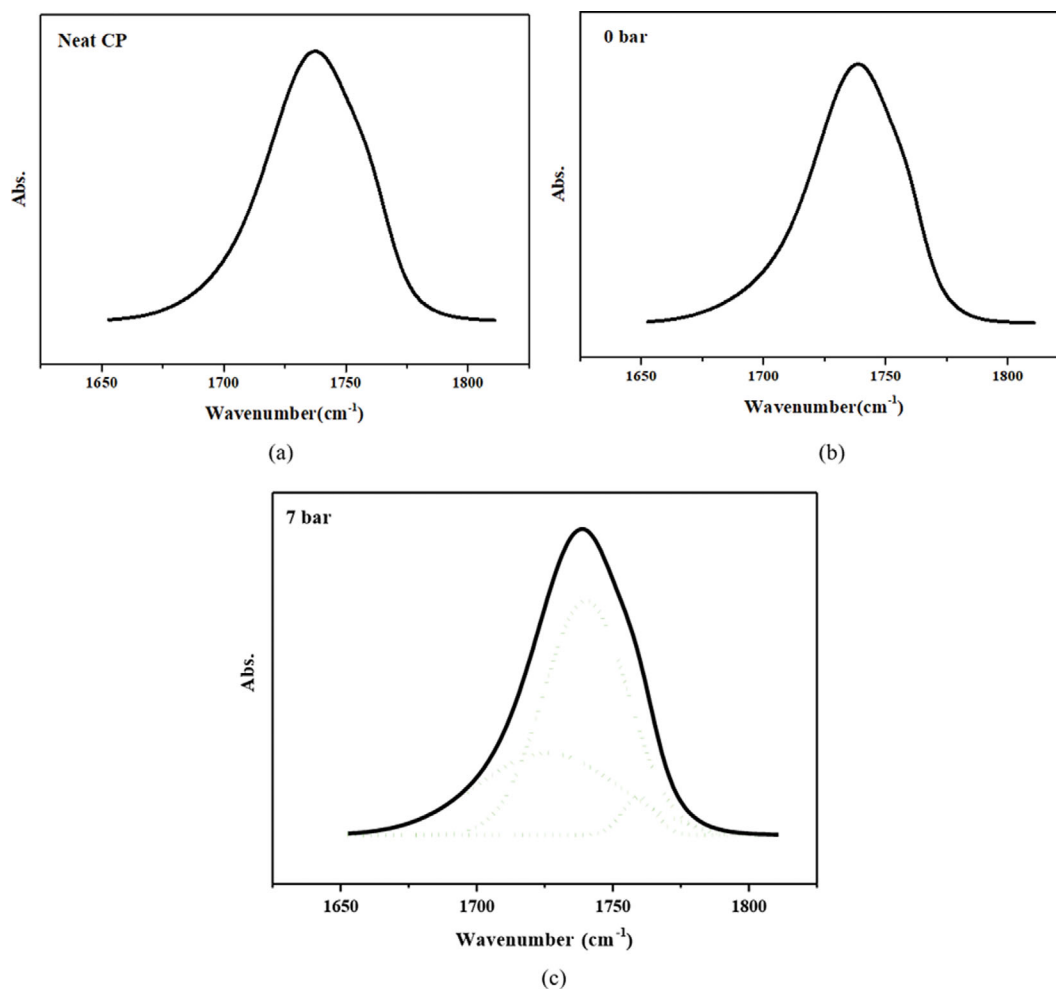 Neat CP
Abs.
1650 1700 1750 1800
Wavenumber(cm⁻¹)
(a)
0 bar
Abs.
1650 1700 1750 1800
Wavenumber(cm⁻¹)
(b)
7 bar
Abs.
1650 1700 1750 1800
Wavenumber (cm⁻¹)
(c)